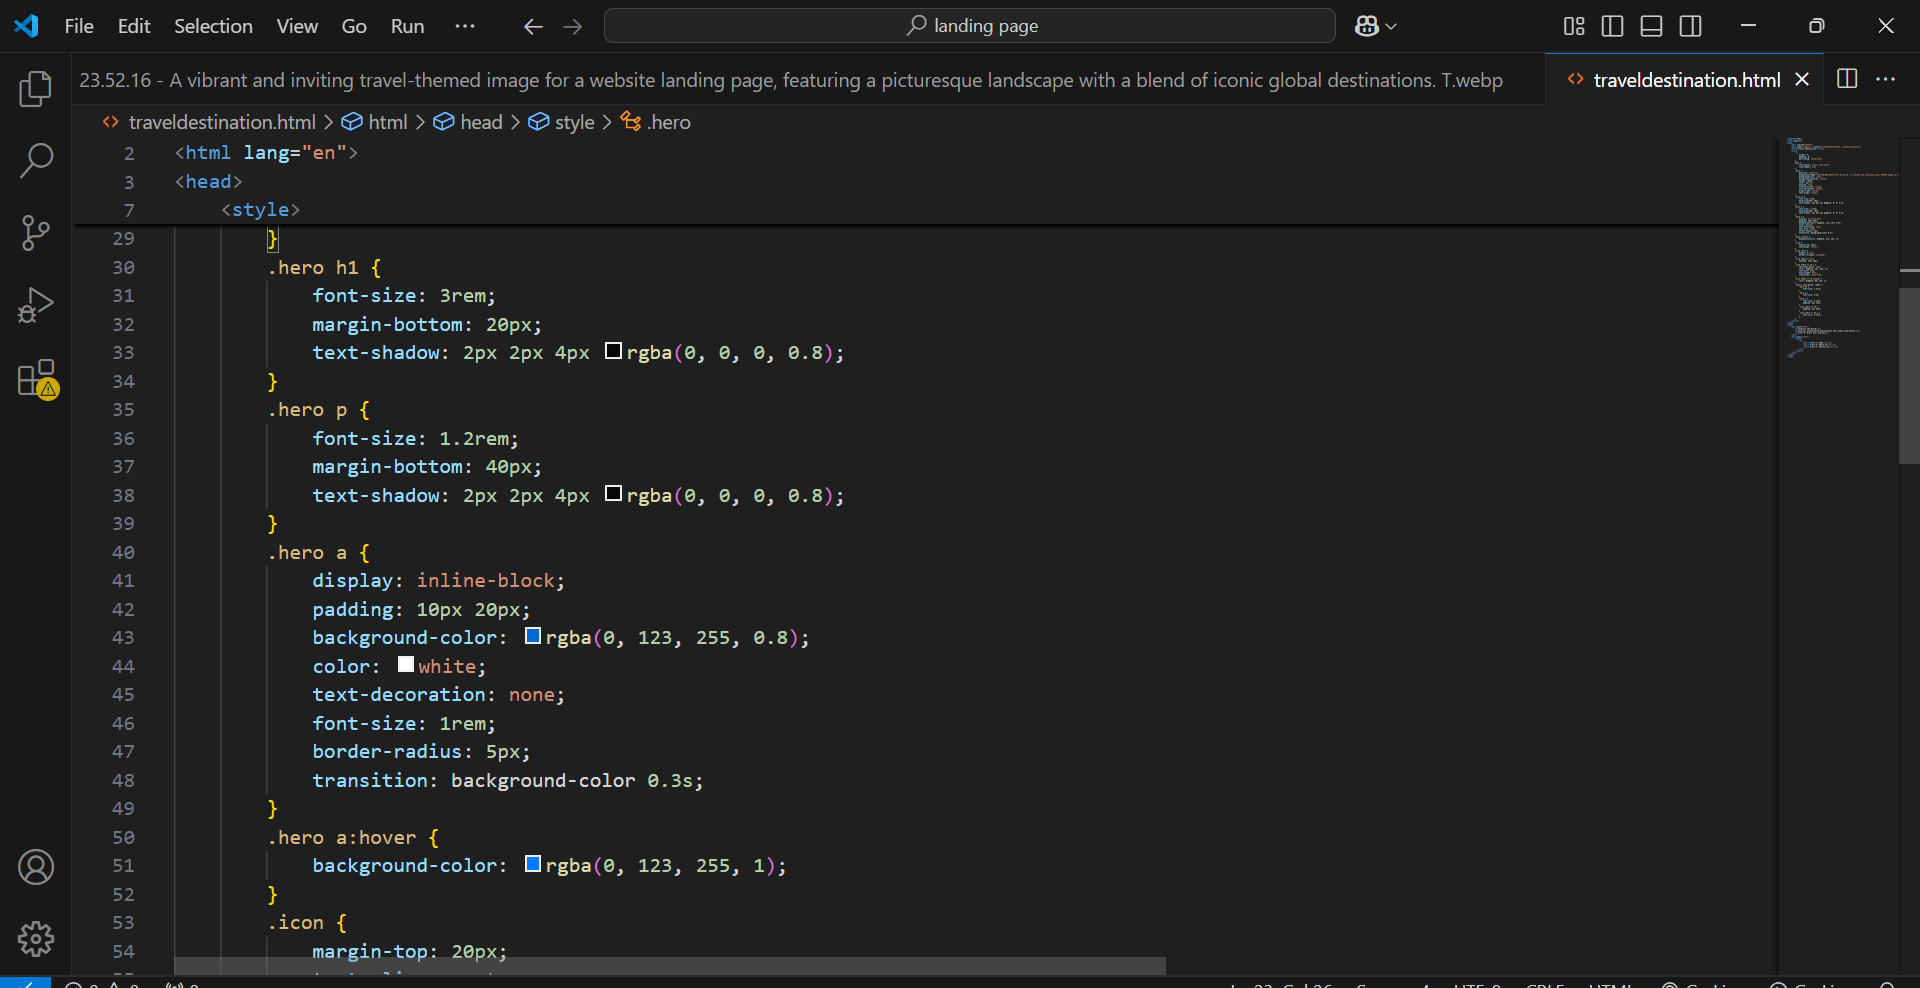 File Edit Selection View Go Run ··· landing page
23.52.16 - A vibrant and inviting travel-themed image for a website landing page, featuring a picturesque landscape with a blend of iconic global destinations. T.webp <> traveldestination.html
<> traveldestination.html > html > head > style > .hero
2 <html lang="en">
3 <head>
7 <style>
29 }
30 .hero h1 {
31 font-size: 3rem;
32 margin-bottom: 20px;
33 text-shadow: 2px 2px 4px rgba(0, 0, 0, 0.8);
34 }
35 .hero p {
36 font-size: 1.2rem;
37 margin-bottom: 40px;
38 text-shadow: 2px 2px 4px rgba(0, 0, 0, 0.8);
39 }
40 .hero a {
41 display: inline-block;
42 padding: 10px 20px;
43 background-color: rgba(0, 123, 255, 0.8);
44 color: white;
45 text-decoration: none;
46 font-size: 1rem;
47 border-radius: 5px;
48 transition: background-color 0.3s;
49 }
50 .hero a:hover {
51 background-color: rgba(0, 123, 255, 1);
52 }
53 .icon {
54 margin-top: 20px;